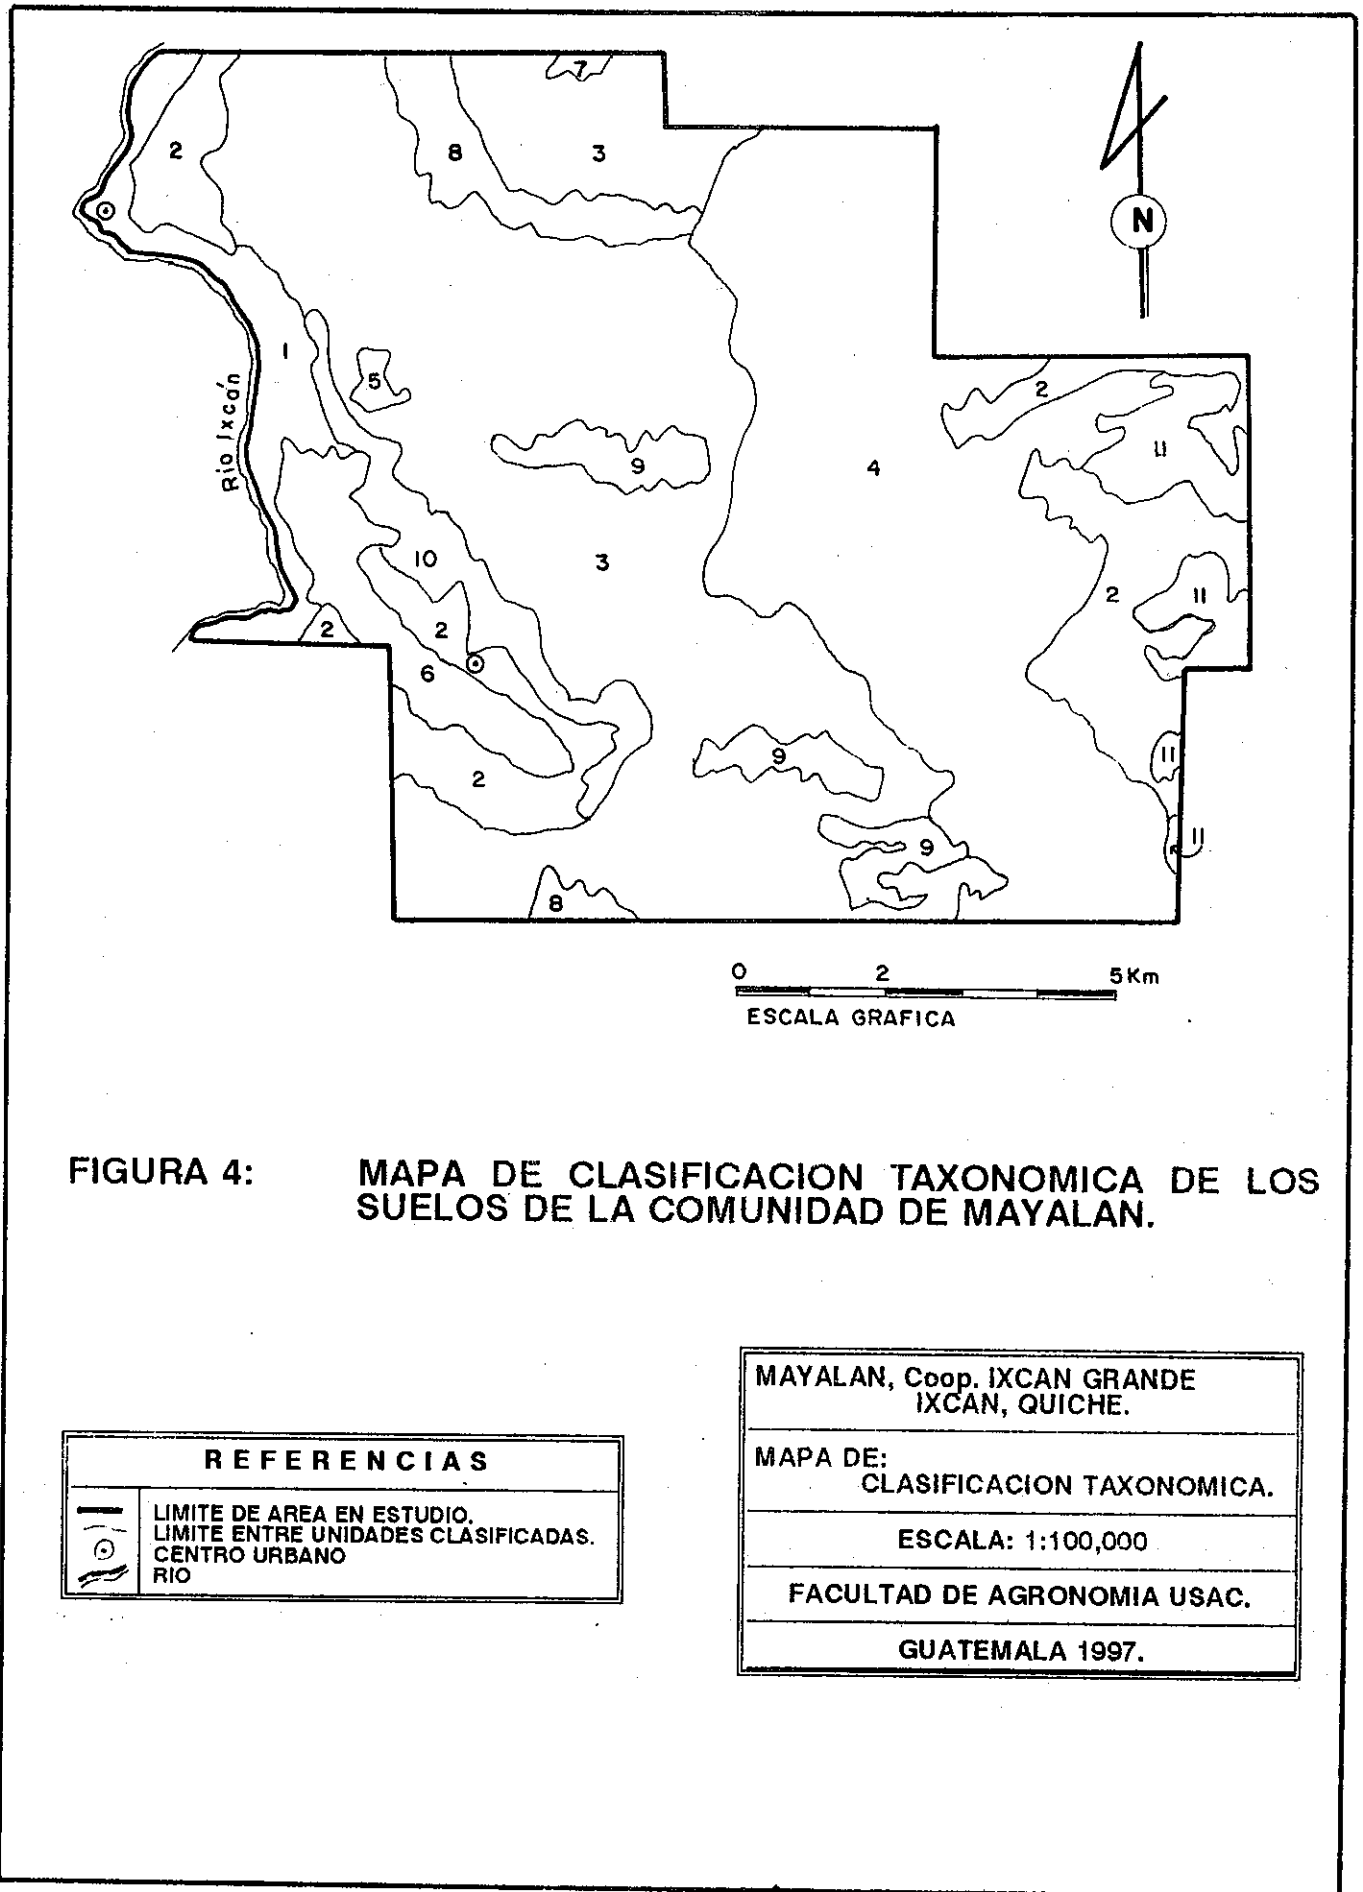 7
2
8
3
N
1
5
2
Río Ixcán
9
4
11
3
10
2
11
2
2
6
9
11
2
9
11
8
0 2 5 Km
ESCALA GRAFICA
FIGURA 4: MAPA DE CLASIFICACION TAXONOMICA DE LOS
SUELOS DE LA COMUNIDAD DE MAYALAN.
MAYALAN, Coop. IXCAN GRANDE
IXCAN, QUICHE.
MAPA DE:
CLASIFICACION TAXONOMICA.
ESCALA: 1:100,000
FACULTAD DE AGRONOMIA USAC.
GUATEMALA 1997.
REFERENCIAS
LIMITE DE AREA EN ESTUDIO.
LIMITE ENTRE UNIDADES CLASIFICADAS.
CENTRO URBANO
RIO